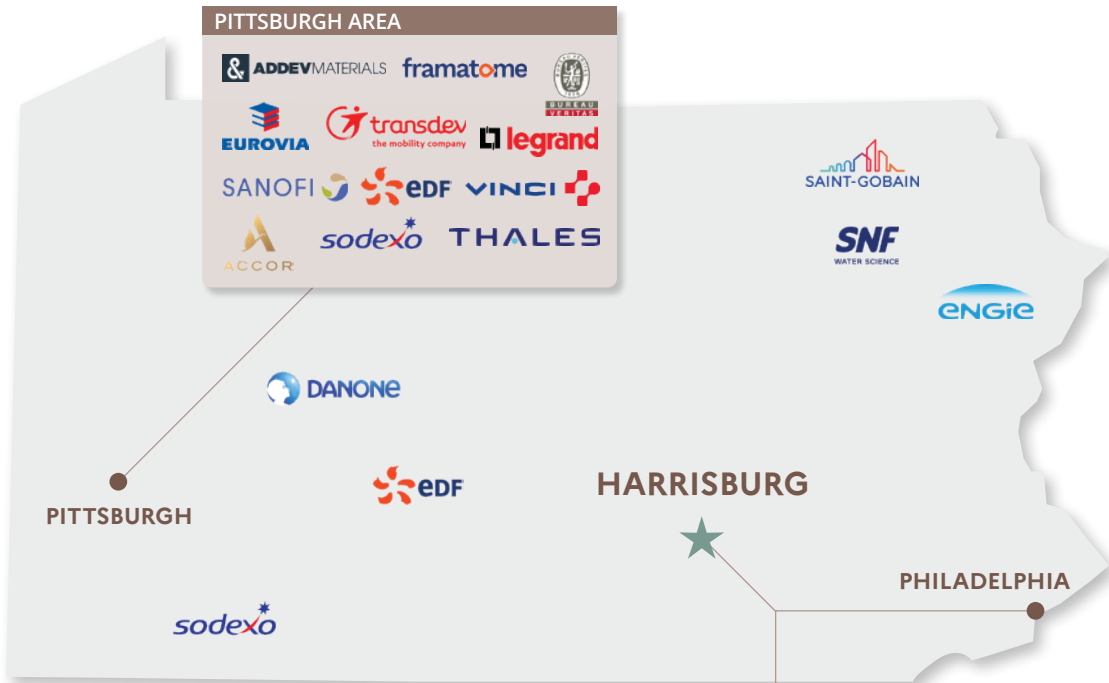 PITTSBURGH AREA
& ADDEVMATERIALS
framatome
BUREAU
VERITAS
EUROVIA
transdev
the mobility company
legrand
SANOFI
eDF
VINCI
ACCOR
sodexo
THALES
SAINT-GOBAIN
SNF
WATER SCIENCE
ENGIE
DANONE
eDF
HARRISBURG
PITTSBURGH
PHILADELPHIA
sodexo